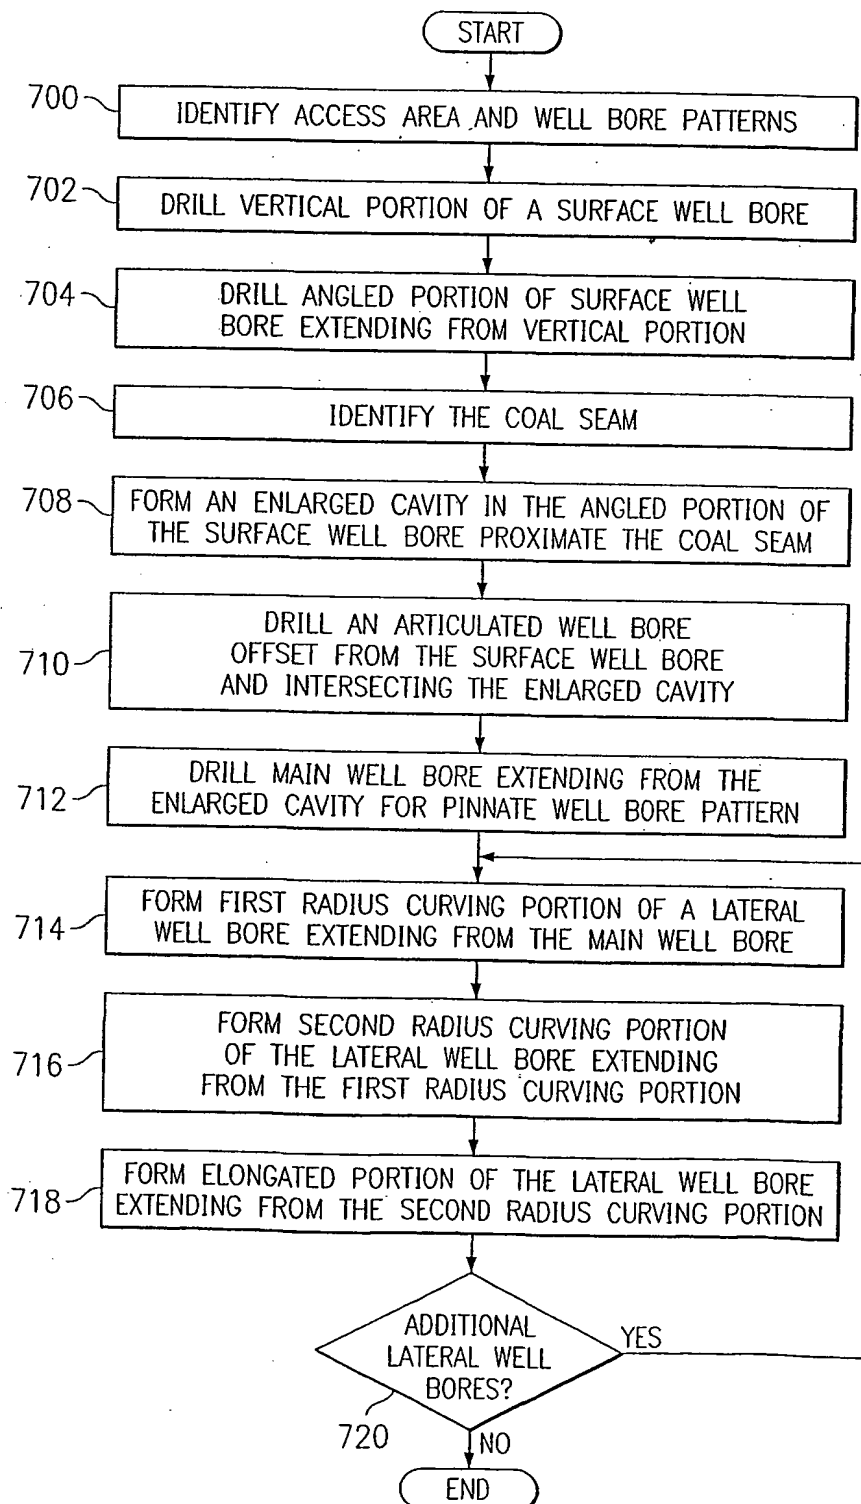 START
700
IDENTIFY ACCESS AREA AND WELL BORE PATTERNS
702
DRILL VERTICAL PORTION OF A SURFACE WELL BORE
704
DRILL ANGLED PORTION OF SURFACE WELL
BORE EXTENDING FROM VERTICAL PORTION
706
IDENTIFY THE COAL SEAM
708
FORM AN ENLARGED CAVITY IN THE ANGLED PORTION OF
THE SURFACE WELL BORE PROXIMATE THE COAL SEAM
710
DRILL AN ARTICULATED WELL BORE
OFFSET FROM THE SURFACE WELL BORE
AND INTERSECTING THE ENLARGED CAVITY
712
DRILL MAIN WELL BORE EXTENDING FROM THE
ENLARGED CAVITY FOR PINNATE WELL BORE PATTERN
714
FORM FIRST RADIUS CURVING PORTION OF A LATERAL
WELL BORE EXTENDING FROM THE MAIN WELL BORE
716
FORM SECOND RADIUS CURVING PORTION
OF THE LATERAL WELL BORE EXTENDING
FROM THE FIRST RADIUS CURVING PORTION
718
FORM ELONGATED PORTION OF THE LATERAL WELL BORE
EXTENDING FROM THE SECOND RADIUS CURVING PORTION
ADDITIONAL
LATERAL WELL
BORES?
YES
720
NO
END